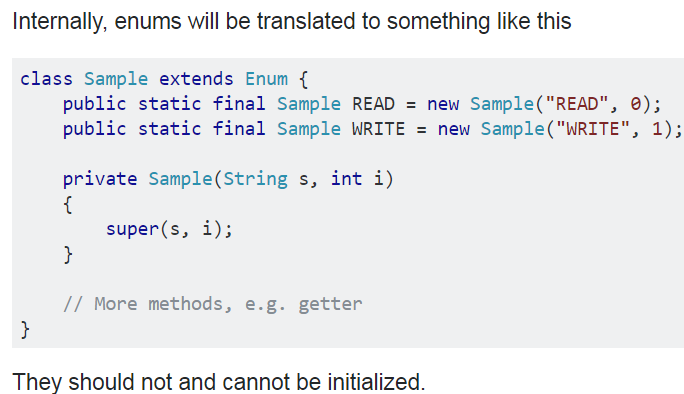 Internally, enums will be translated to something like this
class Sample extends Enum {
    public static final Sample READ = new Sample("READ", 0);
    public static final Sample WRITE = new Sample("WRITE", 1);
    private Sample(String s, int i)
    {
        super(s, i);
    }
    // More methods, e.g. getter
}
They should not and cannot be initialized.